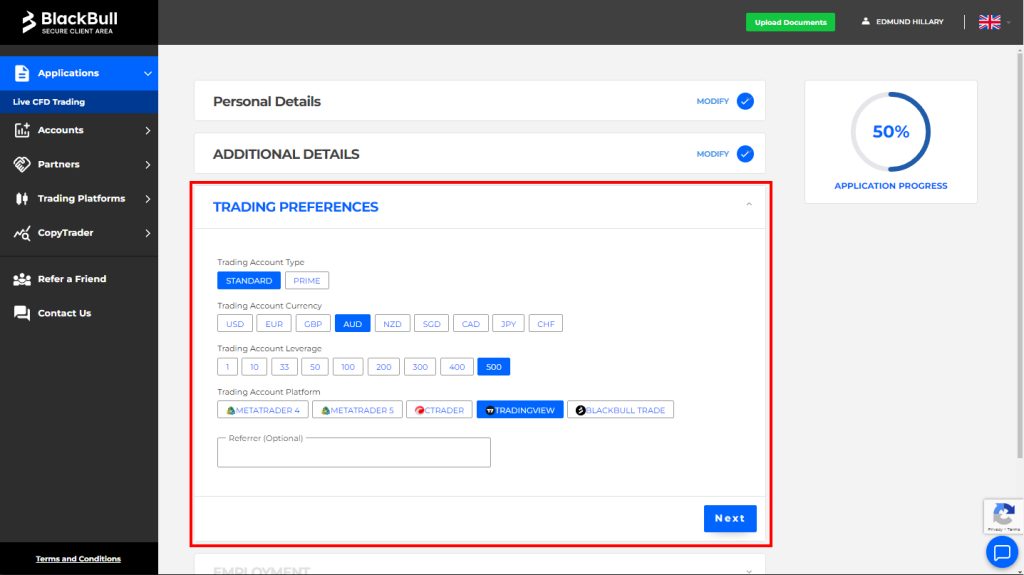 BlackBull
SECURE CLIENT AREA
Upload Documents
EDMUND HILLARY
Applications
Live CFD Trading
Accounts
Partners
Trading Platforms
CopyTrader
Refer a Friend
Contact Us
Terms and Conditions
Personal Details
MODIFY
ADDITIONAL DETAILS
MODIFY
50%
APPLICATION PROGRESS
TRADING PREFERENCES
Trading Account Type
STANDARD PRIME
Trading Account Currency
USD EUR GBP AUD NZD SGD CAD JPY CHF
Trading Account Leverage
1 10 33 50 100 200 300 400 500
Trading Account Platform
METATRADER 4 METATRADER 5 CTRADER TRADINGVIEW BLACKBULL TRADE
Referrer (Optional)
Next
EMPLOYMENT
Privacy - Terms